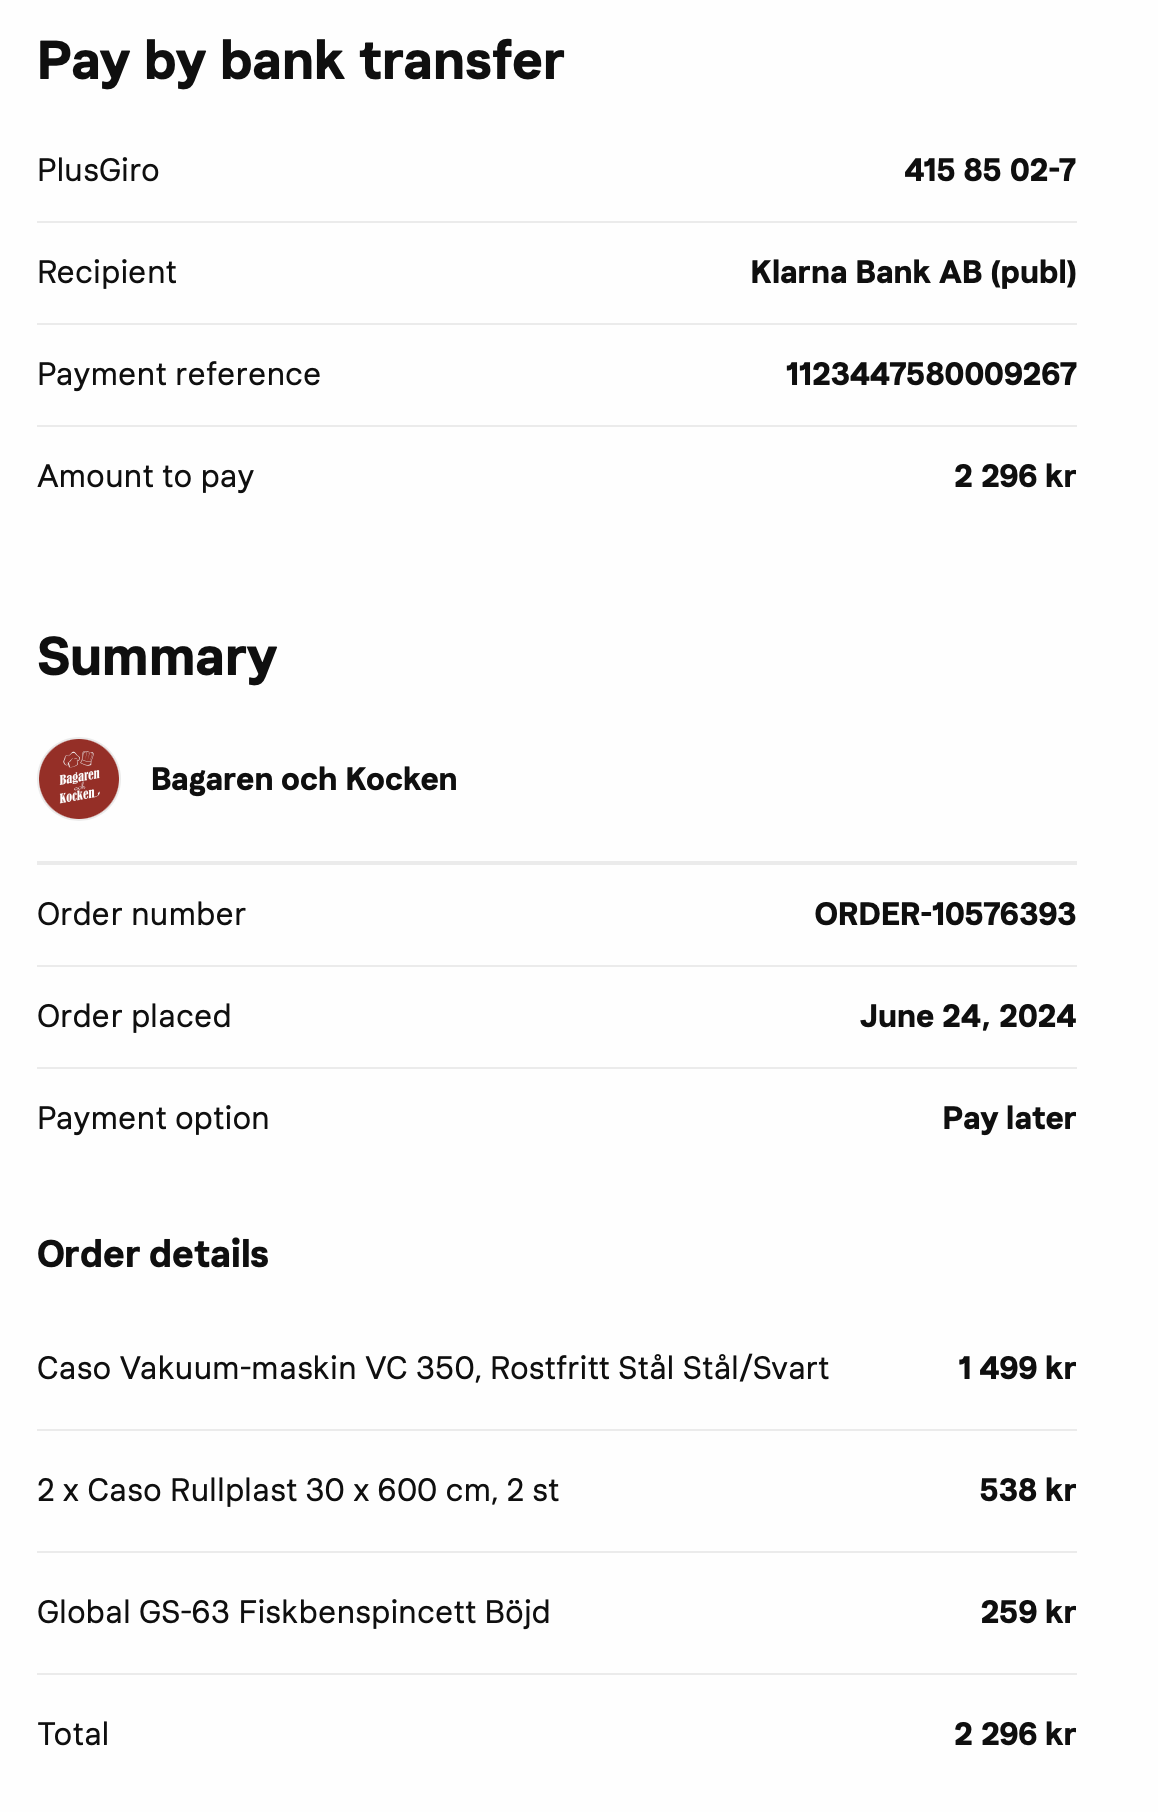 Pay by bank transfer
PlusGiro 415 85 02-7
Recipient Klarna Bank AB (publ)
Payment reference 1123447580009267
Amount to pay 2 296 kr
Summary
Bagaren
och
Kocken
Bagaren och Kocken
Order number ORDER-10576393
Order placed June 24, 2024
Payment option Pay later
Order details
Caso Vakuum-maskin VC 350, Rostfritt Stål Stål/Svart 1 499 kr
2 x Caso Rullplast 30 x 600 cm, 2 st 538 kr
Global GS-63 Fiskbenspincett Böjd 259 kr
Total 2 296 kr